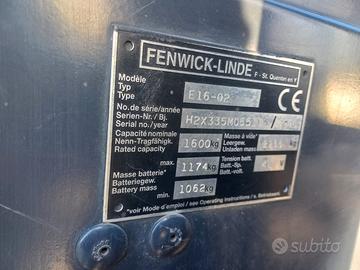 FENWICK-LINDE
F - St. Quentin en Y
Modèle
Typ
Type
E16-02
CE
No.de série/année
Serien-Nr./ Bj.
Serial no./year
H2X335M055
/
Capacité nominale
Nenn-Tragfähigk.
Rated capacity
1600kg
Masse à vide*
Leergew.
Unladen mass
kg
max.
1174kg
Tension batt.
Batt.-Sp.
Batt.-volt.
V
Masse batterie*
Batteriegew.
Battery mass
min.
1062kg
*voir Mode d'emploi / see Operating Instructions / s. Betriebsanl.
subito